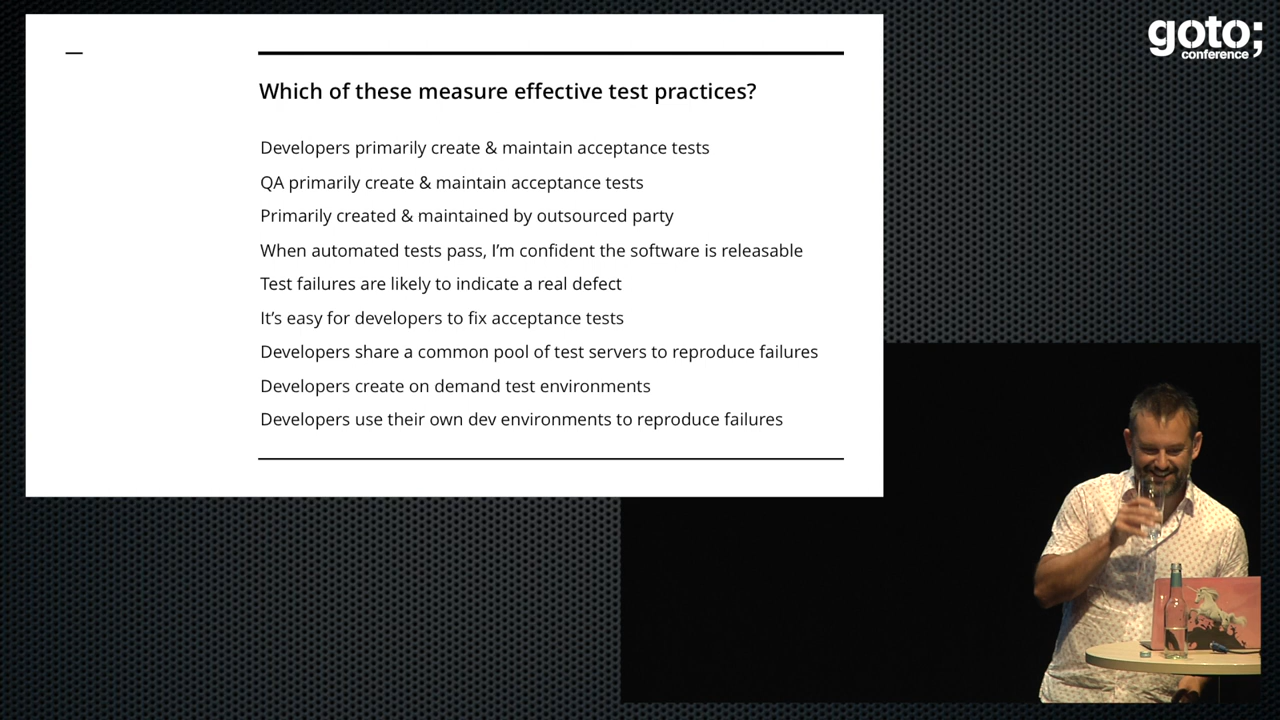 goto;
conference
Which of these measure effective test practices?
Developers primarily create & maintain acceptance tests
QA primarily create & maintain acceptance tests
Primarily created & maintained by outsourced party
When automated tests pass, I’m confident the software is releasable
Test failures are likely to indicate a real defect
It’s easy for developers to fix acceptance tests
Developers share a common pool of test servers to reproduce failures
Developers create on demand test environments
Developers use their own dev environments to reproduce failures